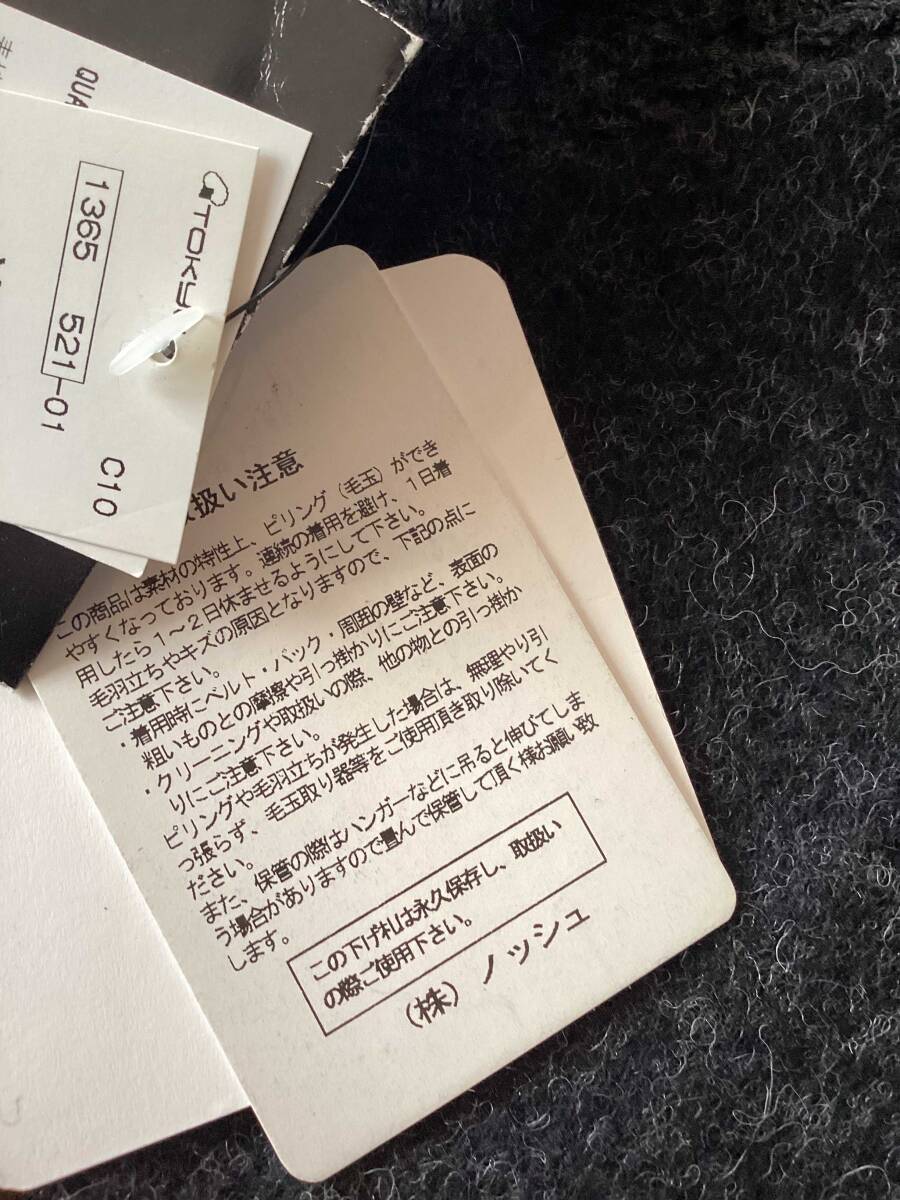 QUA
TOKY
1365 521-01
C10
扱い注意
この商品は素材の特性上、ピリング（毛玉）ができ
やすくなっております。連続の着用を避け、1日着
用したら1～2日休ませるようにして下さい。
毛羽立ちやキズの原因となりますので、下記の点に
ご注意下さい。
・着用時にベルト・バック・周囲の壁など、表面の
粗いものとの摩擦や引っ掛かりにご注意下さい。
・クリーニングや取扱いの際、他の物との引っ掛か
りにご注意下さい。
ピリングや毛羽立ちが発生した場合は、無理やり引
っ張らず、毛玉取り器等をご使用頂き取り除いてく
ださい。
また、保管の際はハンガーなどに吊ると伸びてしま
う場合がありますので畳んで保管して頂く様お願い致
します。
この下げ札は永久保存し、取扱い
の際ご使用下さい。
（株）ノッシュ